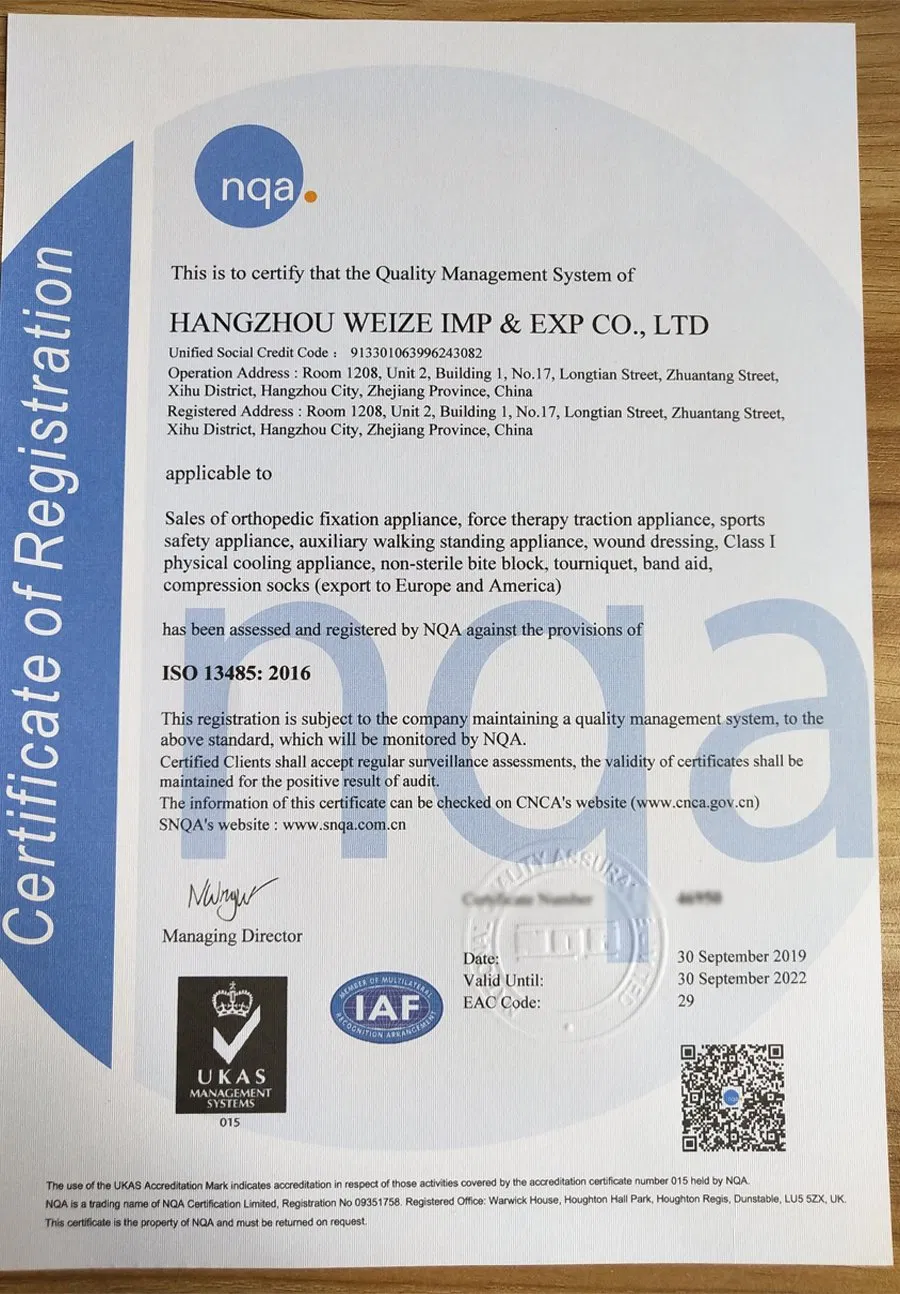 Certificate of Registration
nqa.
This is to certify that the Quality Management System of
HANGZHOU WEIZE IMP & EXP CO., LTD
Unified Social Credit Code : 913301063996243082
Operation Address : Room 1208, Unit 2, Building 1, No.17, Longtian Street, Zhuantang Street,
Xihu District, Hangzhou City, Zhejiang Province, China
Registered Address : Room 1208, Unit 2, Building 1, No.17, Longtian Street, Zhuantang Street,
Xihu District, Hangzhou City, Zhejiang Province, China
applicable to
Sales of orthopedic fixation appliance, force therapy traction appliance, sports
safety appliance, auxiliary walking standing appliance, wound dressing, Class I
physical cooling appliance, non-sterile bite block, tourniquet, band aid,
compression socks (export to Europe and America)
has been assessed and registered by NQA against the provisions of
ISO 13485: 2016
nqa
This registration is subject to the company maintaining a quality management system, to the
above standard, which will be monitored by NQA.
Certified Clients shall accept regular surveillance assessments, the validity of certificates shall be
maintained for the positive result of audit.
The information of this certificate can be checked on CNCA's website (www.cnca.gov.cn)
SNQA's website : www.snqa.com.cn
Managing Director
Certificate Number
Date: 30 September 2019
Valid Until: 30 September 2022
EAC Code: 29
UKAS
MANAGEMENT
SYSTEMS
015
MEMBER OF MULTILATERAL
IAF
RECOGNITION ARRANGEMENT
nqa
The use of the UKAS Accreditation Mark indicates accreditation in respect of those activities covered by the accreditation certificate number 015 held by NQA.
NQA is a trading name of NQA Certification Limited, Registration No 09351758. Registered Office: Warwick House, Houghton Hall Park, Houghton Regis, Dunstable, LU5 5ZX, UK.
This certificate is the property of NQA and must be returned on request.